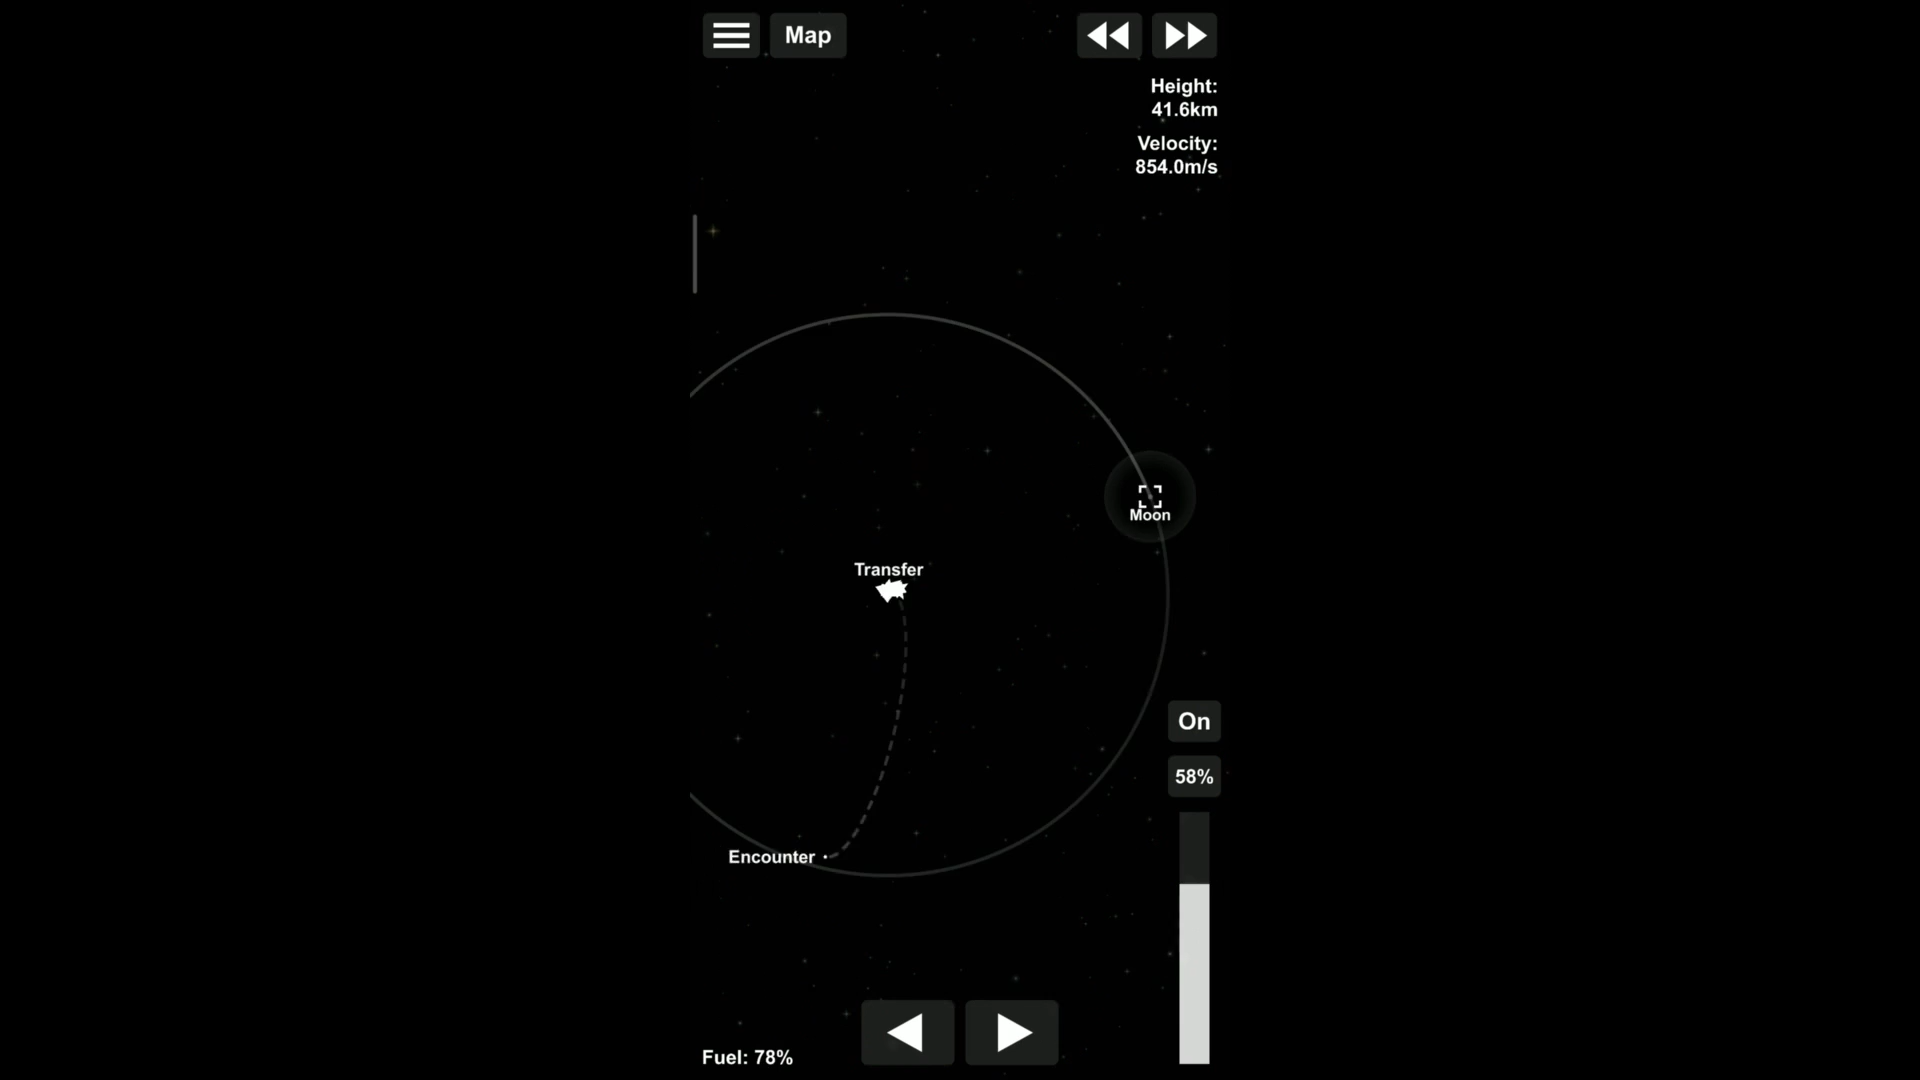 Map
Height:
41.6km
Velocity:
854.0m/s
Moon
Transfer
On
58%
Encounter
Fuel: 78%